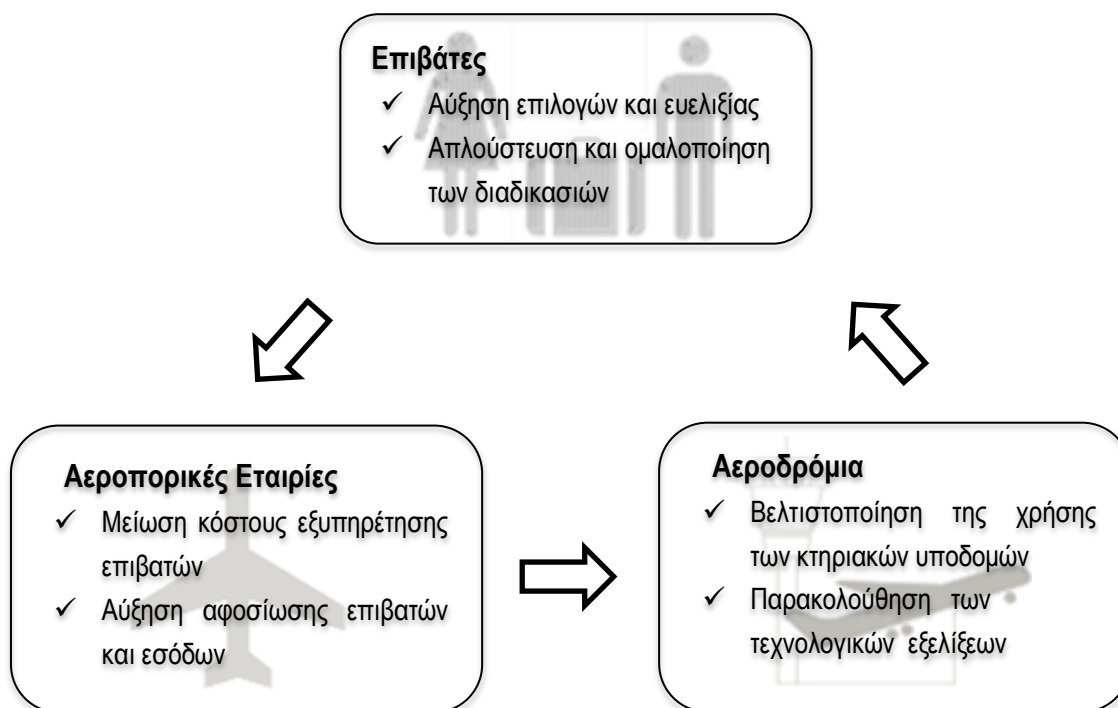 Επιβάτες
✓ Αύξηση επιλογών και ευελιξίας
✓ Απλούστευση και ομαλοποίηση
των διαδικασιών
Αεροπορικές Εταιρίες
✓ Μείωση κόστους εξυπηρέτησης
επιβατών
✓ Αύξηση αφοσίωσης επιβατών
και εσόδων
Αεροδρόμια
✓ Βελτιστοποίηση της χρήσης
των κτηριακών υποδομών
✓ Παρακολούθηση των
τεχνολογικών εξελίξεων